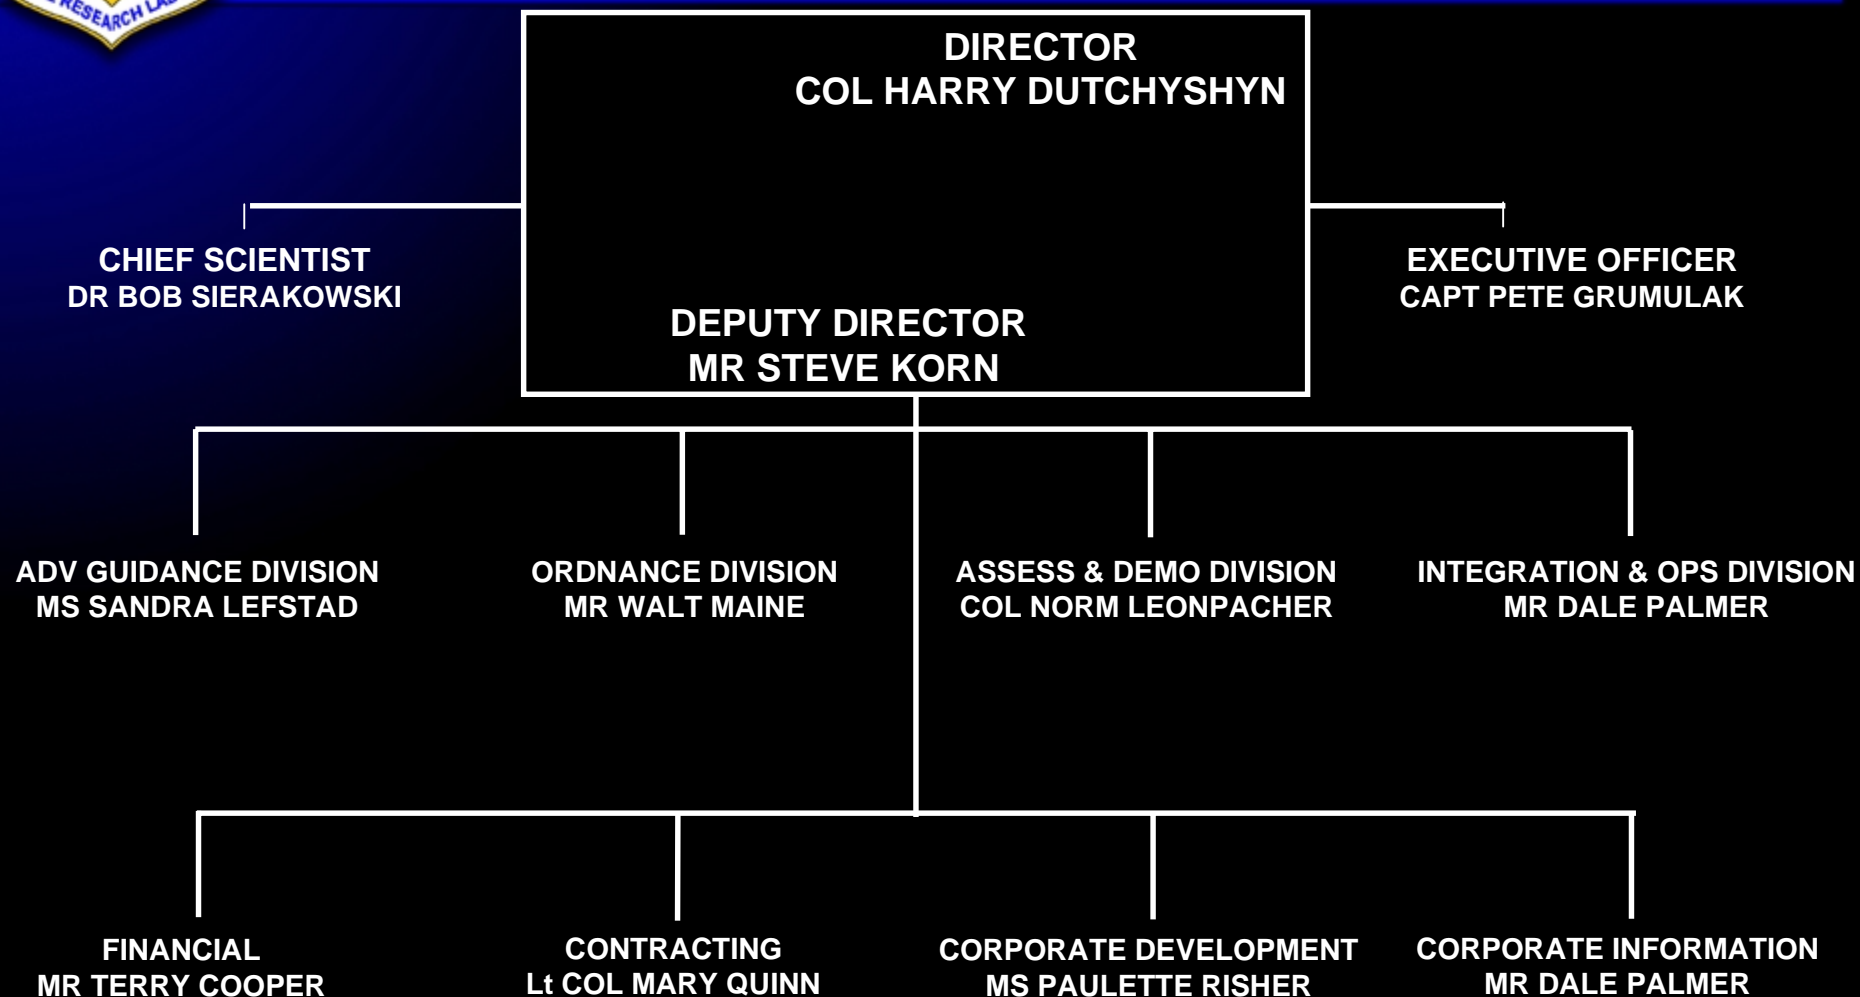 RESEARCH
DIRECTOR
COL HARRY DUTCHYSHYN
CHIEF SCIENTIST
DR BOB SIERAKOWSKI
EXECUTIVE OFFICER
CAPT PETE GRUMULAK
DEPUTY DIRECTOR
MR STEVE KORN
ADV GUIDANCE DIVISION
MS SANDRA LEFSTAD
ORDNANCE DIVISION
MR WALT MAINE
ASSESS & DEMO DIVISION
COL NORM LEONPACHER
INTEGRATION & OPS DIVISION
MR DALE PALMER
FINANCIAL
MR TERRY COOPER
CONTRACTING
Lt COL MARY QUINN
CORPORATE DEVELOPMENT
MS PAULETTE RISHER
CORPORATE INFORMATION
MR DALE PALMER